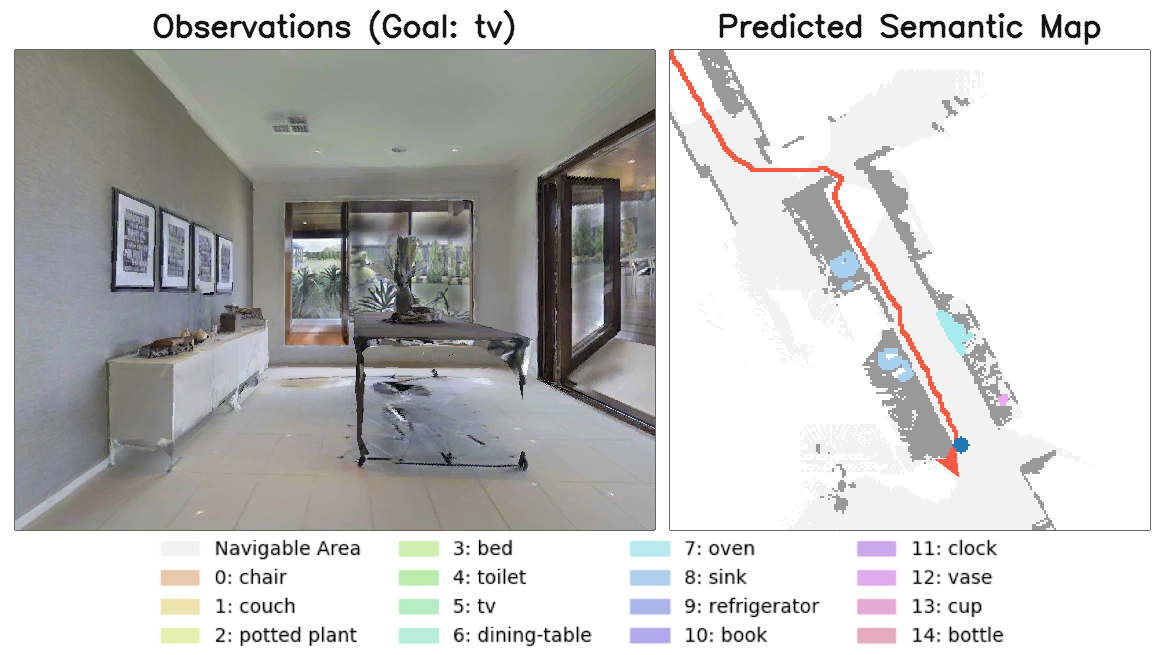 Observations (Goal: tv)
Predicted Semantic Map
Navigable Area
0: chair
1: couch
2: potted plant
3: bed
4: toilet
5: tv
6: dining-table
7: oven
8: sink
9: refrigerator
10: book
11: clock
12: vase
13: cup
14: bottle